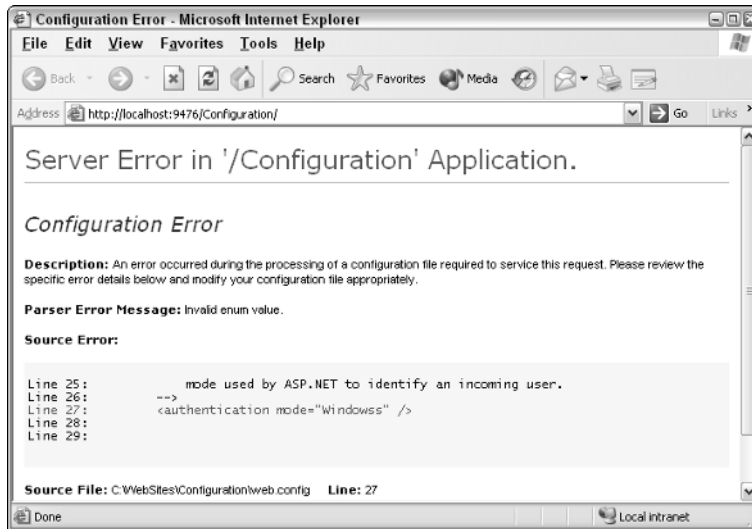 Configuration Error - Microsoft Internet Explorer
File Edit View Favorites Tools Help
Back Search Favorites Media
Address http://localhost:9476/Configuration/ Go Links
Server Error in '/Configuration' Application.
Configuration Error
Description: An error occurred during the processing of a configuration file required to service this request. Please review the
specific error details below and modify your configuration file appropriately.
Parser Error Message: Invalid enum value.
Source Error:
Line 25: mode used by ASP.NET to identify an incoming user.
Line 26: -->
Line 27: <authentication mode="Windowss" />
Line 28:
Line 29:
Source File: C:\WebSites\Configuration\web.config Line: 27
Done Local intranet